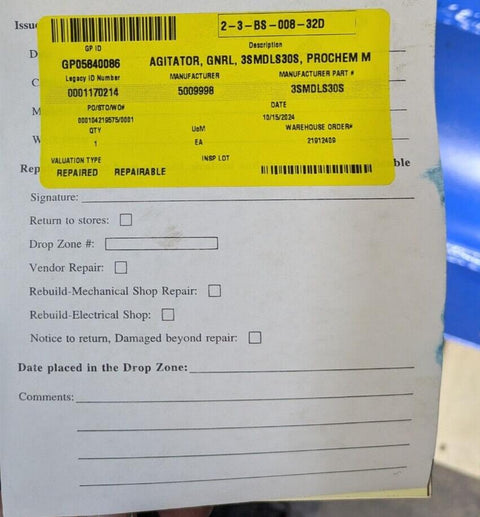 Issue
2-3-BS-008-32D
GP ID Description
GP05840086 AGITATOR, GNRL, 3SMDLS30S, PROCHEM M
Legacy ID Number MANUFACTURER MANUFACTURER PART #
0001170214 5009998 3SMDLS30S
PO/STO/WO# DATE
000104219575/0001 10/15/2024
QTY UoM WAREHOUSE ORDER#
1 EA 21912409
VALUATION TYPE INSP LOT
REPAIRED REPAIRABLE
Rep ble
Signature:
Return to stores:
Drop Zone #:
Vendor Repair:
Rebuild-Mechanical Shop Repair:
Rebuild-Electrical Shop:
Notice to return, Damaged beyond repair:
Date placed in the Drop Zone:
Comments: